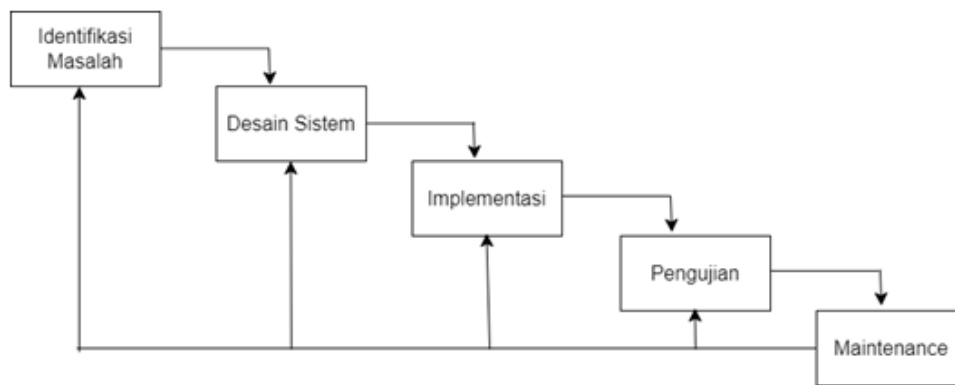 Identifikasi
Masalah
Desain Sistem
Implementasi
Pengujian
Maintenance